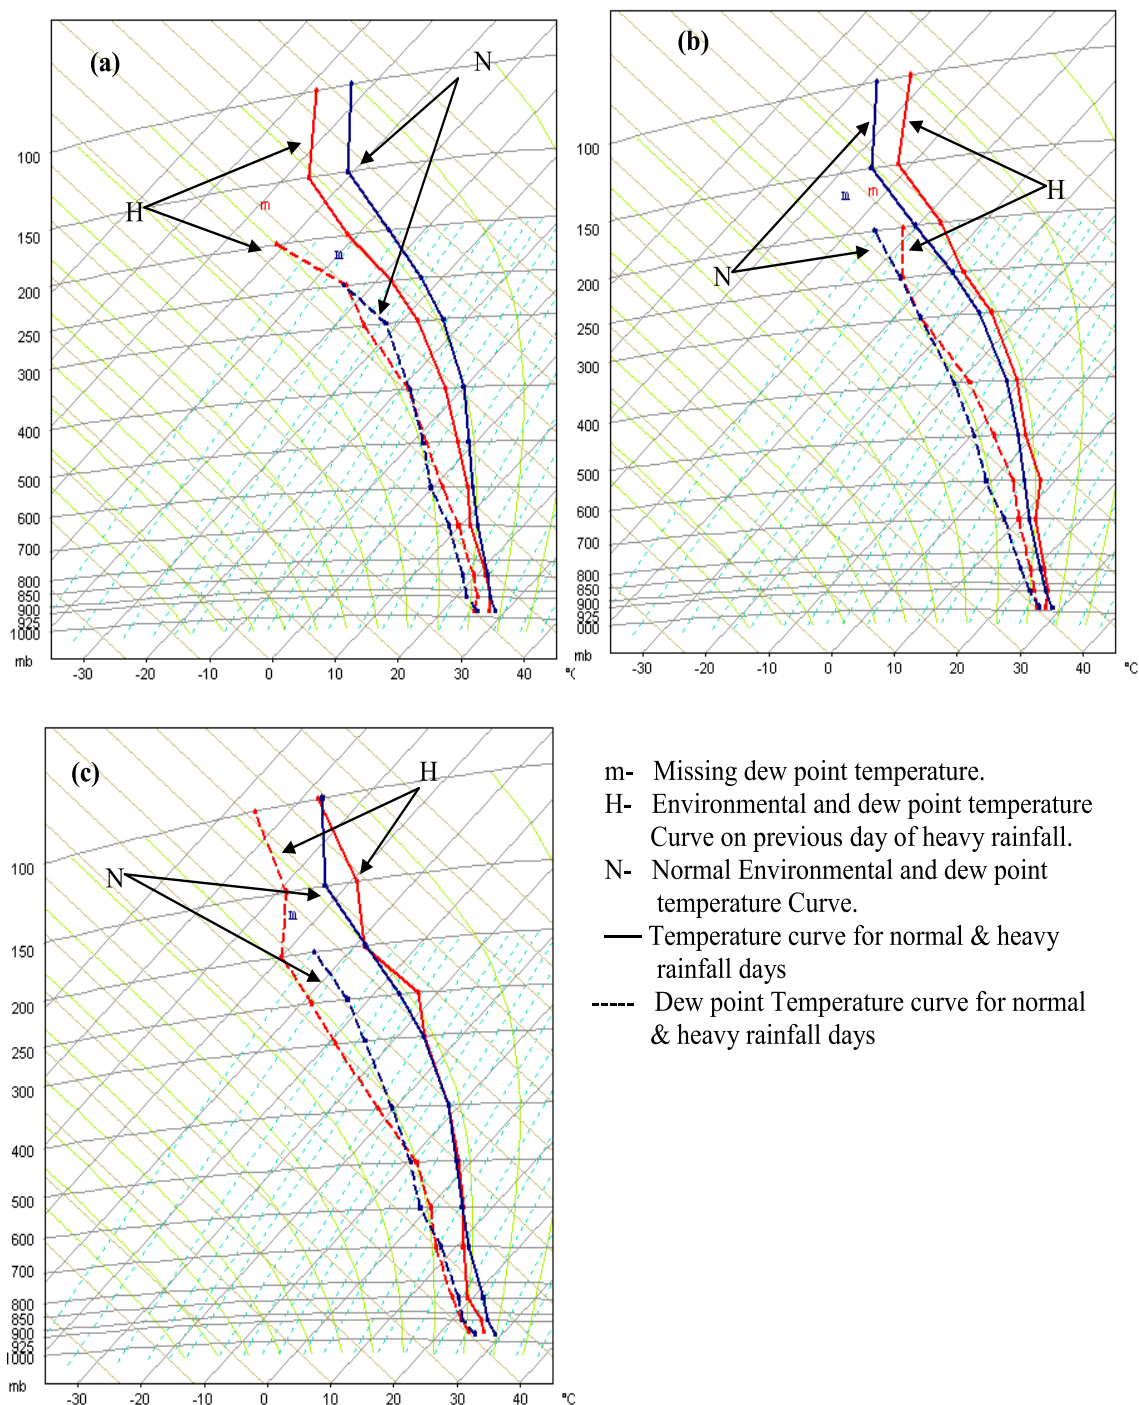 (a)
N
H
m
m
100
150
200
250
300
400
500
600
700
800
850
900
925
1000
mb
-30 -20 -10 0 10 20 30 °C
(b)
N
H
m m
100
150
200
250
300
400
500
600
700
800
850
900
925
000
mb
-30 -20 -10 0 10 20 30 40 °C
(c)
H
N
m
100
150
200
250
300
400
500
600
700
800
850
900
925
1000
mb
-30 -20 -10 0 10 20 30 40 °C
m- Missing dew point temperature.
H- Environmental and dew point temperature
Curve on previous day of heavy rainfall.
N- Normal Environmental and dew point
temperature Curve.
Temperature curve for normal & heavy
rainfall days
Dew point Temperature curve for normal
& heavy rainfall days